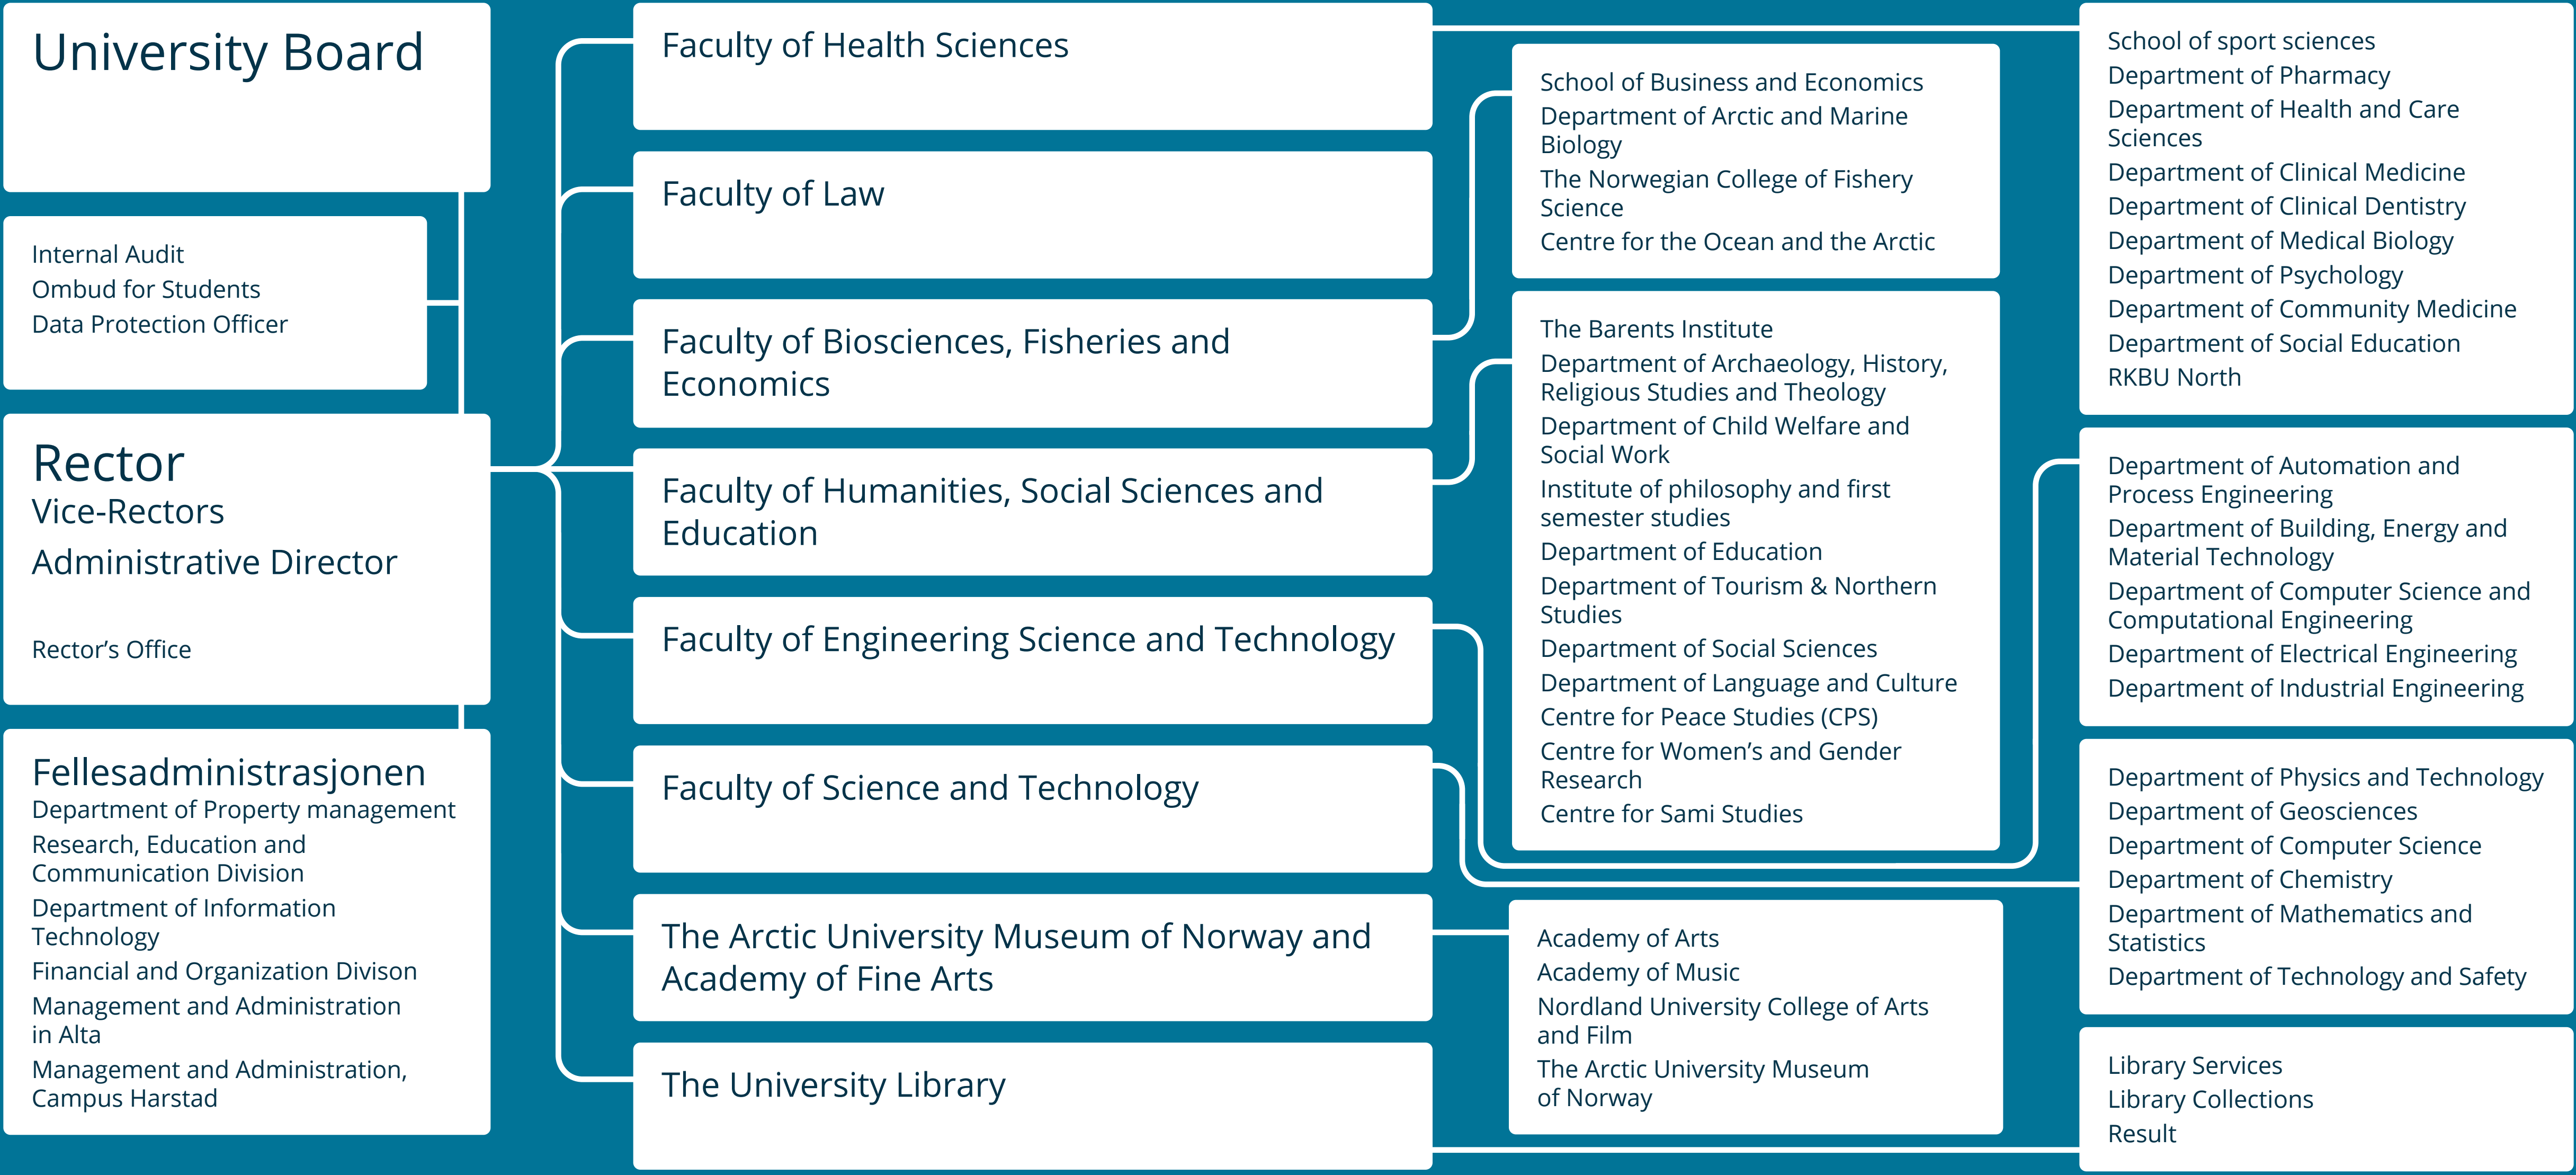 University Board
Internal Audit
Ombud for Students
Data Protection Officer
Rector
Vice-Rectors
Administrative Director
Rector’s Office
Fellesadministrasjonen
Department of Property management
Research, Education and
Communication Division
Department of Information
Technology
Financial and Organization Divison
Management and Administration
in Alta
Management and Administration,
Campus Harstad
Faculty of Health Sciences
Faculty of Law
Faculty of Biosciences, Fisheries and
Economics
Faculty of Humanities, Social Sciences and
Education
Faculty of Engineering Science and Technology
Faculty of Science and Technology
The Arctic University Museum of Norway and
Academy of Fine Arts
The University Library
School of Business and Economics
Department of Arctic and Marine
Biology
The Norwegian College of Fishery
Science
Centre for the Ocean and the Arctic
The Barents Institute
Department of Archaeology, History,
Religious Studies and Theology
Department of Child Welfare and
Social Work
Institute of philosophy and first
semester studies
Department of Education
Department of Tourism & Northern
Studies
Department of Social Sciences
Department of Language and Culture
Centre for Peace Studies (CPS)
Centre for Women’s and Gender
Research
Centre for Sami Studies
Academy of Arts
Academy of Music
Nordland University College of Arts
and Film
The Arctic University Museum
of Norway
School of sport sciences
Department of Pharmacy
Department of Health and Care
Sciences
Department of Clinical Medicine
Department of Clinical Dentistry
Department of Medical Biology
Department of Psychology
Department of Community Medicine
Department of Social Education
RKBU North
Department of Automation and
Process Engineering
Department of Building, Energy and
Material Technology
Department of Computer Science and
Computational Engineering
Department of Electrical Engineering
Department of Industrial Engineering
Department of Physics and Technology
Department of Geosciences
Department of Computer Science
Department of Chemistry
Department of Mathematics and
Statistics
Department of Technology and Safety
Library Services
Library Collections
Result